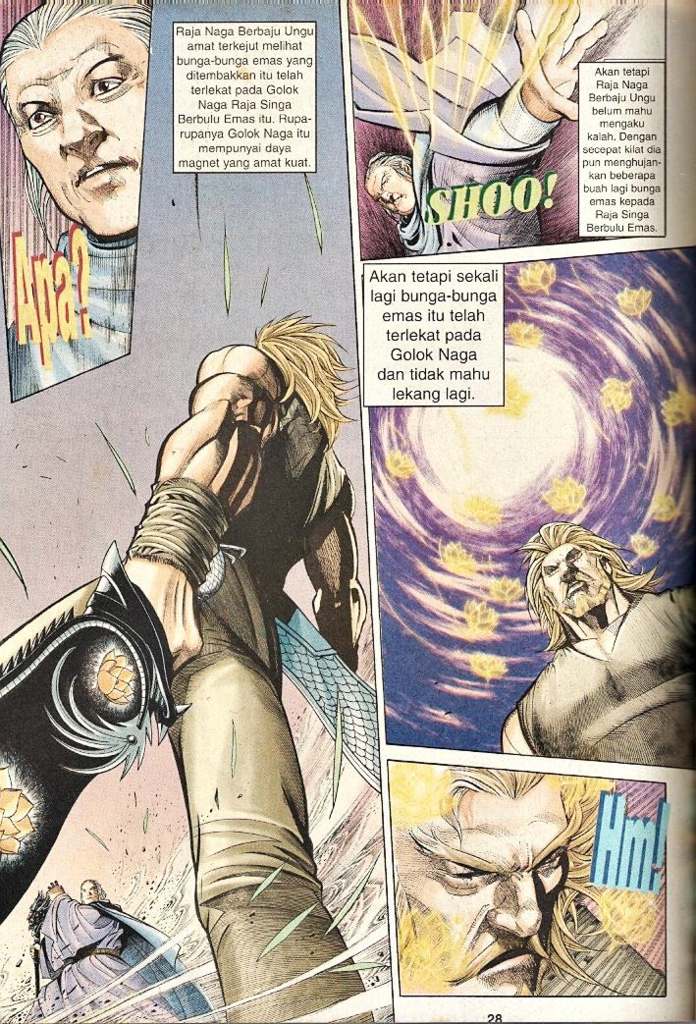 Raja Naga Berbaju Ungu
amat terkejut melihat
bunga-bunga emas yang
ditembakkan itu telah
terlekat pada Golok
Naga Raja Singa
Berbulu Emas itu. Rupa-
rupanya Golok Naga itu
mempunyai daya
magnet yang amat kuat.
Apa?
Akan tetapi
Raja Naga
Berbaju Ungu
belum mahu
mengaku
kalah. Dengan
secepat kilat dia
pun menghujan-
kan beberapa
buah lagi bunga
emas kepada
Raja Singa
Berbulu Emas.
SHOO!
Akan tetapi sekali
lagi bunga-bunga
emas itu telah
terlekat pada
Golok Naga
dan tidak mahu
lekang lagi.
Hm!
28